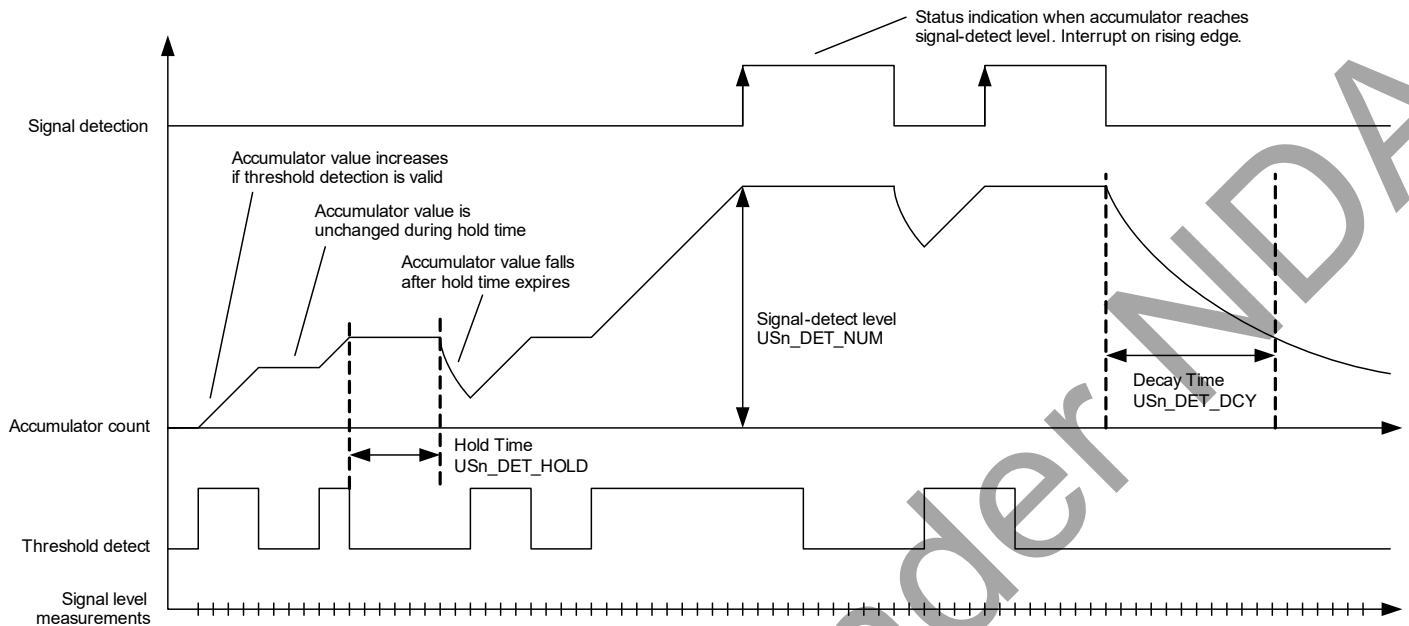 Status indication when accumulator reaches
signal-detect level. Interrupt on rising edge.
Signal detection
Accumulator value increases
if threshold detection is valid
Accumulator value is
unchanged during hold time
Accumulator value falls
after hold time expires
Signal-detect level
USn_DET_NUM
Decay Time
USn_DET_DCY
Accumulator count
Hold Time
USn_DET_HOLD
Threshold detect
Signal level
measurements
nder NDA